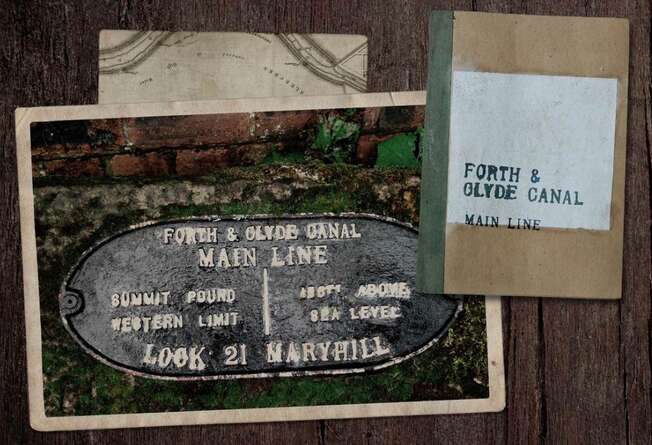 FORTH & CLYDE CANAL
MAIN LINE
SUMMIT POUND
WESTERN LIMIT
156FT ABOVE
SEA LEVEL
LOCK 21 MARYHILL
FORTH &
CLYDE CANAL
MAIN LINE